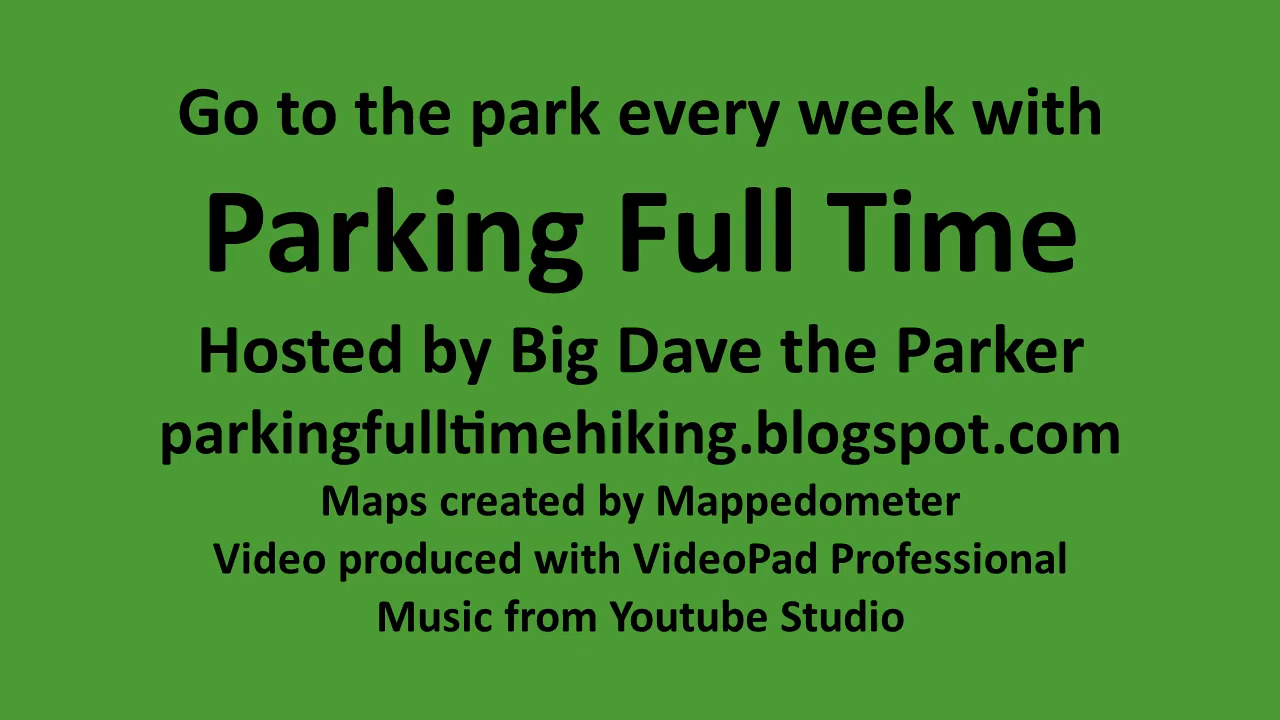 Go to the park every week with
Parking Full Time
Hosted by Big Dave the Parker
parkingfulltimehiking.blogspot.com
Maps created by Mappedometer
Video produced with VideoPad Professional
Music from Youtube Studio